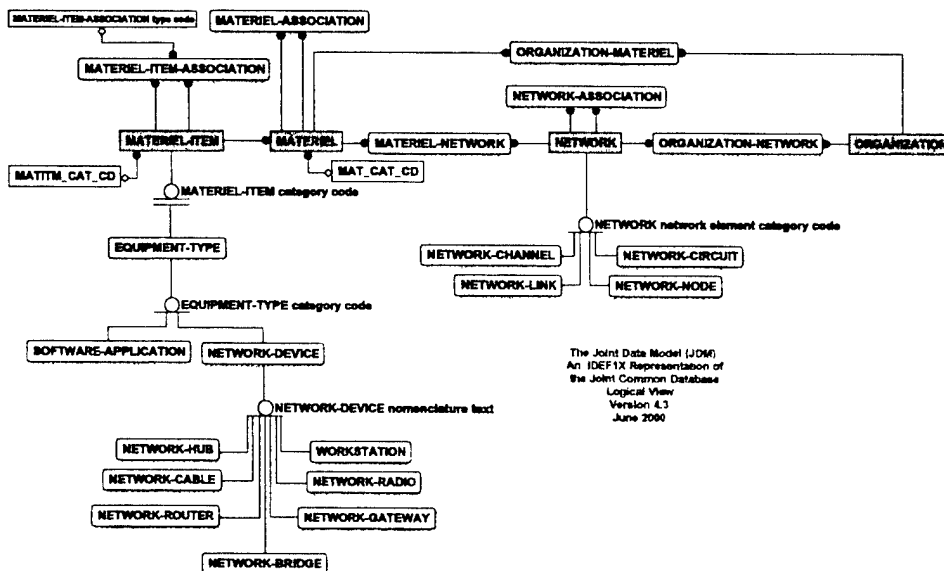 MATERIEL-ITEM-ASSOCIATION type code
MATERIEL-ASSOCIATION
ORGANIZATION-MATERIEL
MATERIEL-ITEM-ASSOCIATION
NETWORK-ASSOCIATION
MATERIEL-ITEM
MATERIEL
MATERIEL-NETWORK
NETWORK
ORGANIZATION-NETWORK
ORGANIZATION
MATITM_CAT_CD
MAT_CAT_CD
MATERIEL-ITEM category code
NETWORK network element category code
EQUIPMENT-TYPE
NETWORK-CHANNEL
NETWORK-CIRCUIT
NETWORK-LINK
NETWORK-NODE
EQUIPMENT-TYPE category code
SOFTWARE-APPLICATION
NETWORK-DEVICE
The Joint Data Model (JDM)
An IDEF1X Representation of
the Joint Common Database
Logical View
Version 4.3
June 2000
NETWORK-DEVICE nomenclature text
NETWORK-HUB
WORKSTATION
NETWORK-CABLE
NETWORK-RADIO
NETWORK-ROUTER
NETWORK-GATEWAY
NETWORK-BRIDGE